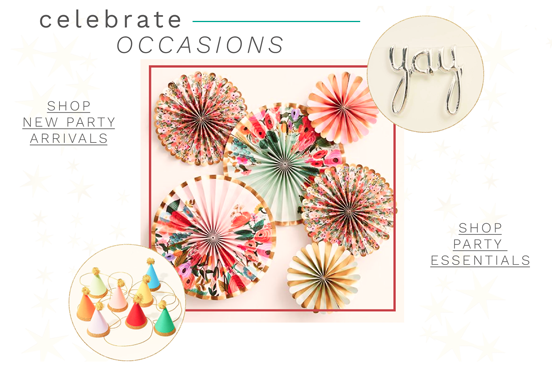 celebrate
OCCASIONS
yay
SHOP
NEW PARTY
ARRIVALS
SHOP
PARTY
ESSENTIALS